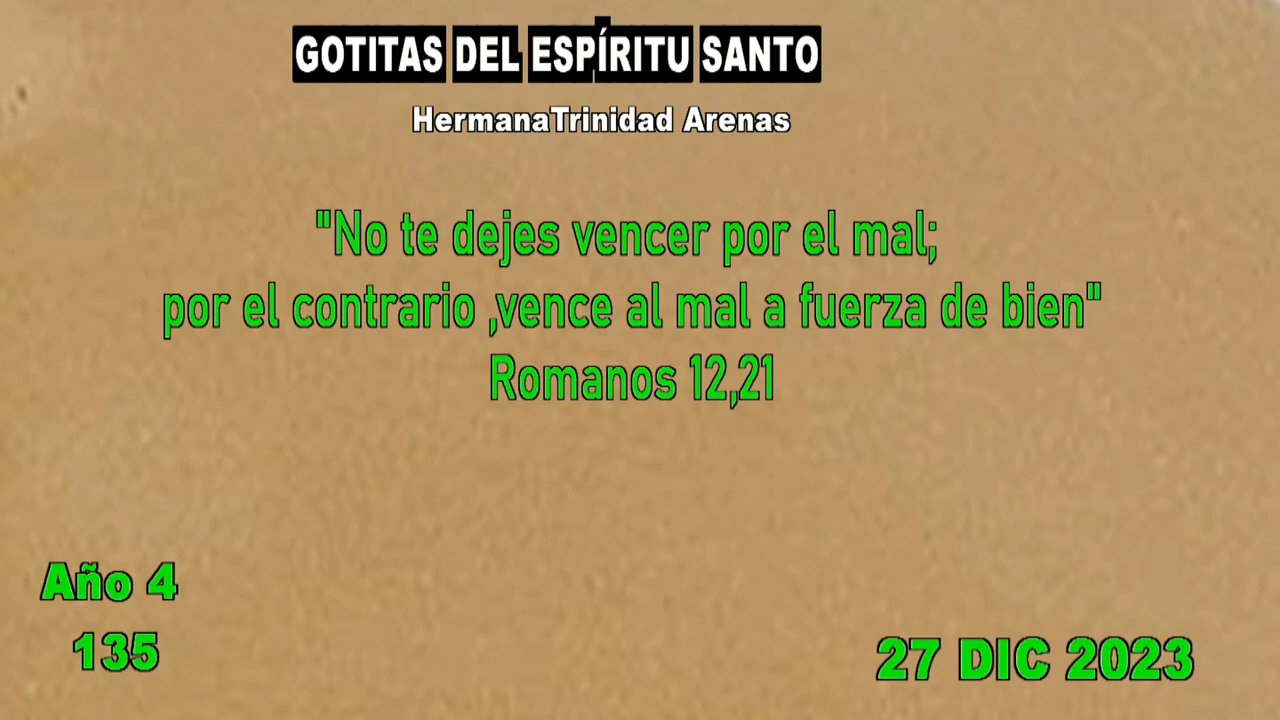 GOTITAS DEL ESPÍRITU SANTO
HermanaTrinidad Arenas
"No te dejes vencer por el mal;
por el contrario ,vence al mal a fuerza de bien"
Romanos 12,21
Año 4
135
27 DIC 2023